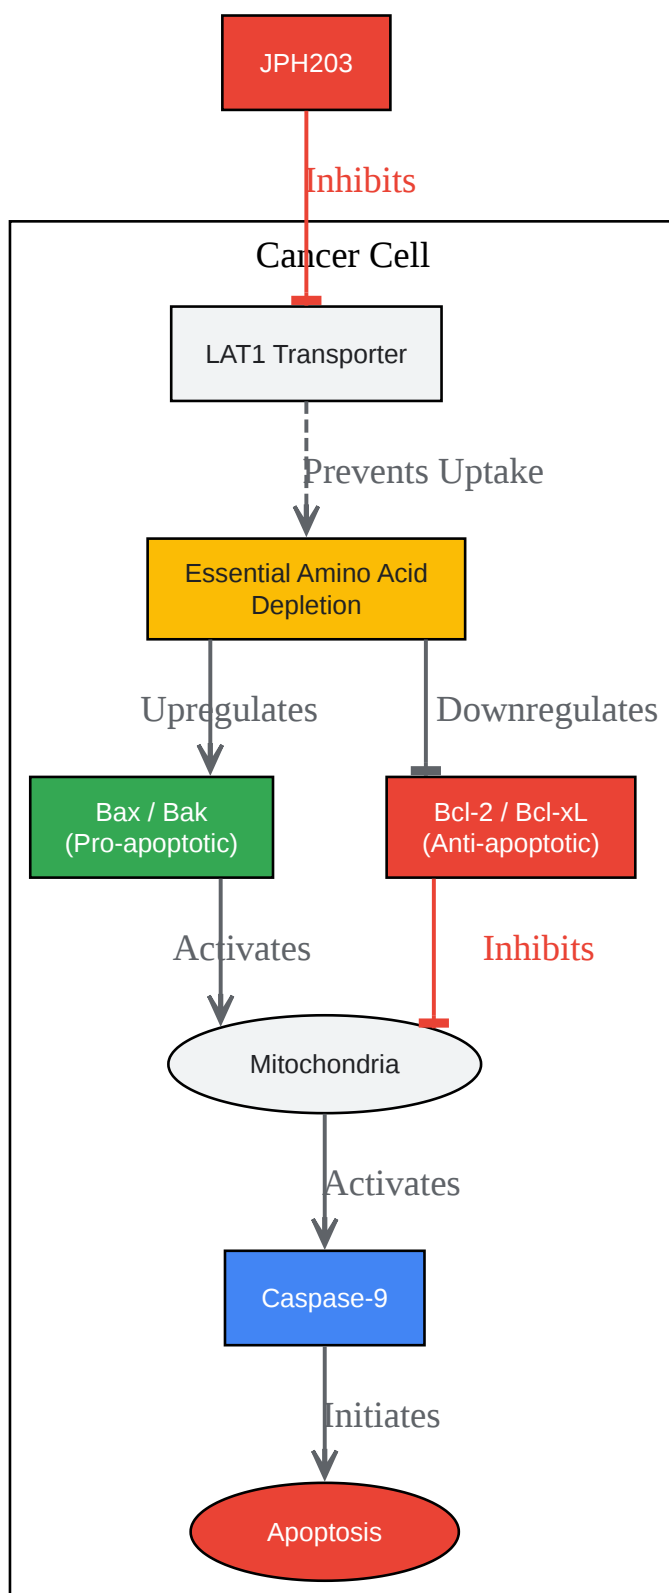 JPH203
Inhibits
Cancer Cell
LAT1 Transporter
Prevents Uptake
Essential Amino Acid
Depletion
Upregulates
Downregulates
Bax / Bak
(Pro-apoptotic)
Bcl-2 / Bcl-xL
(Anti-apoptotic)
Activates
Inhibits
Mitochondria
Activates
Caspase-9
Initiates
Apoptosis